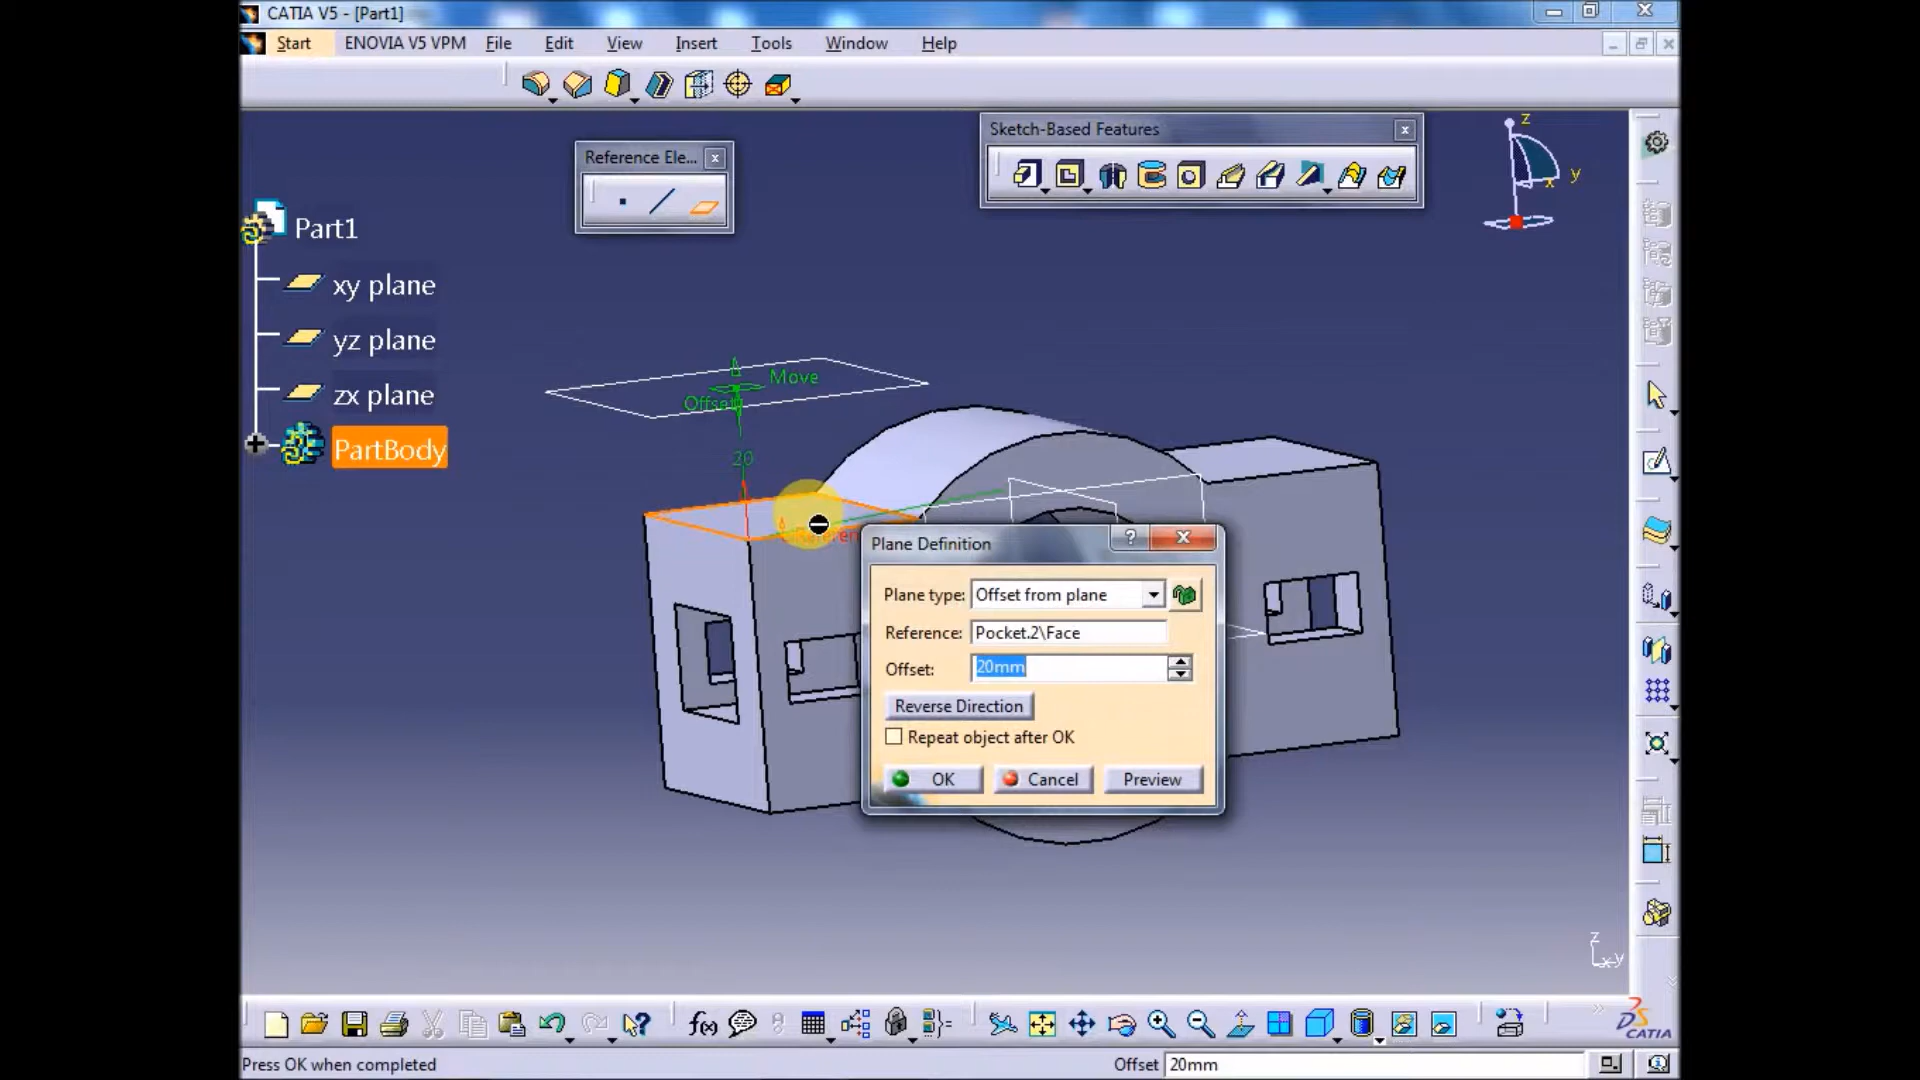 CATIA V5 - [Part1]
Start ENOVIA V5 VPM File Edit View Insert Tools Window Help
Reference Ele...
Sketch-Based Features
z
y
x
Part1
xy plane
yz plane
zx plane
PartBody
Move
Offset
20
Plane Definition
?
Plane type: Offset from plane
Reference: Pocket.2\Face
Offset: 20mm
Reverse Direction
Repeat object after OK
OK Cancel Preview
z
x y
f(x)
CATIA
Press OK when completed
Offset 20mm